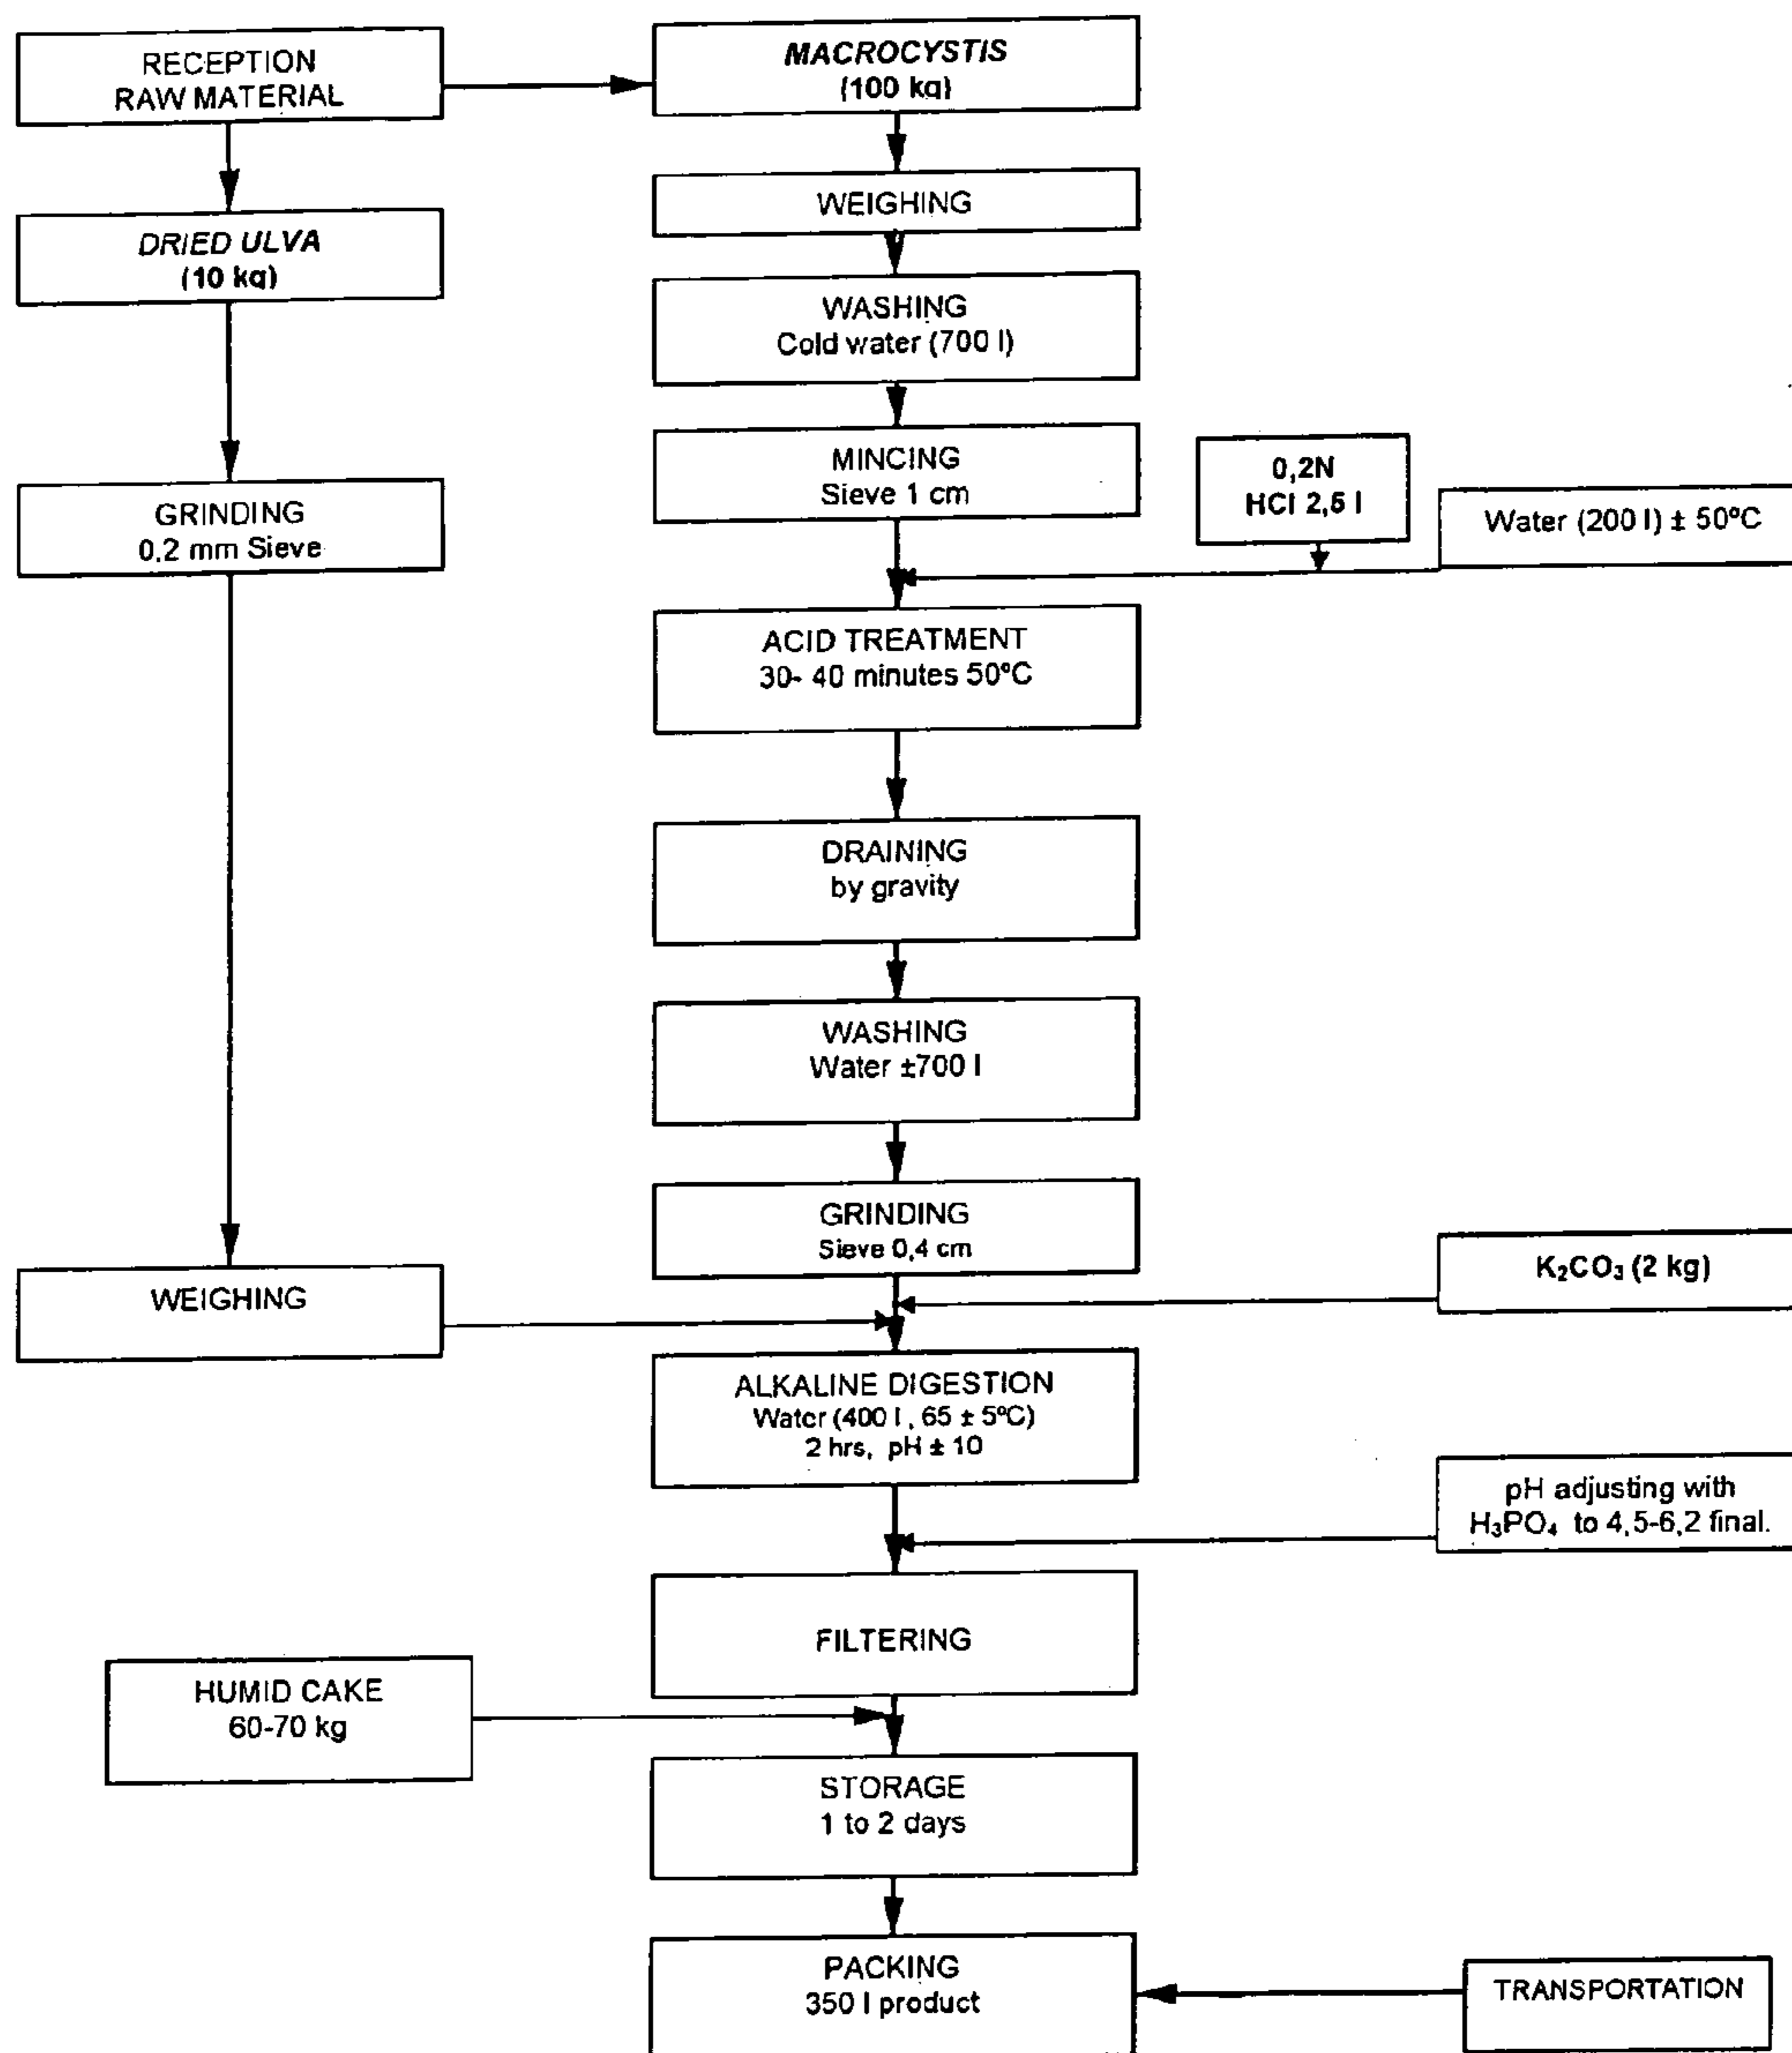 RECEPTION
RAW MATERIAL
MACROCYSTIS
(100 kg)
WEIGHING
DRIED ULVA
(10 kg)
WASHING
Cold water (700 l)
MINCING
Sieve 1 cm
0,2N
HCl 2,5 l
Water (200 l) ± 50ºC
GRINDING
0,2 mm Sieve
ACID TREATMENT
30- 40 minutes 50ºC
DRAINING
by gravity
WASHING
Water ±700 l
GRINDING
Sieve 0,4 cm
K₂CO₃ (2 kg)
WEIGHING
ALKALINE DIGESTION
Water (400 l , 65 ± 5ºC)
2 hrs, pH ± 10
pH adjusting with
H₃PO₄ to 4,5-6,2 final.
FILTERING
HUMID CAKE
60-70 kg
STORAGE
1 to 2 days
PACKING
350 l product
TRANSPORTATION